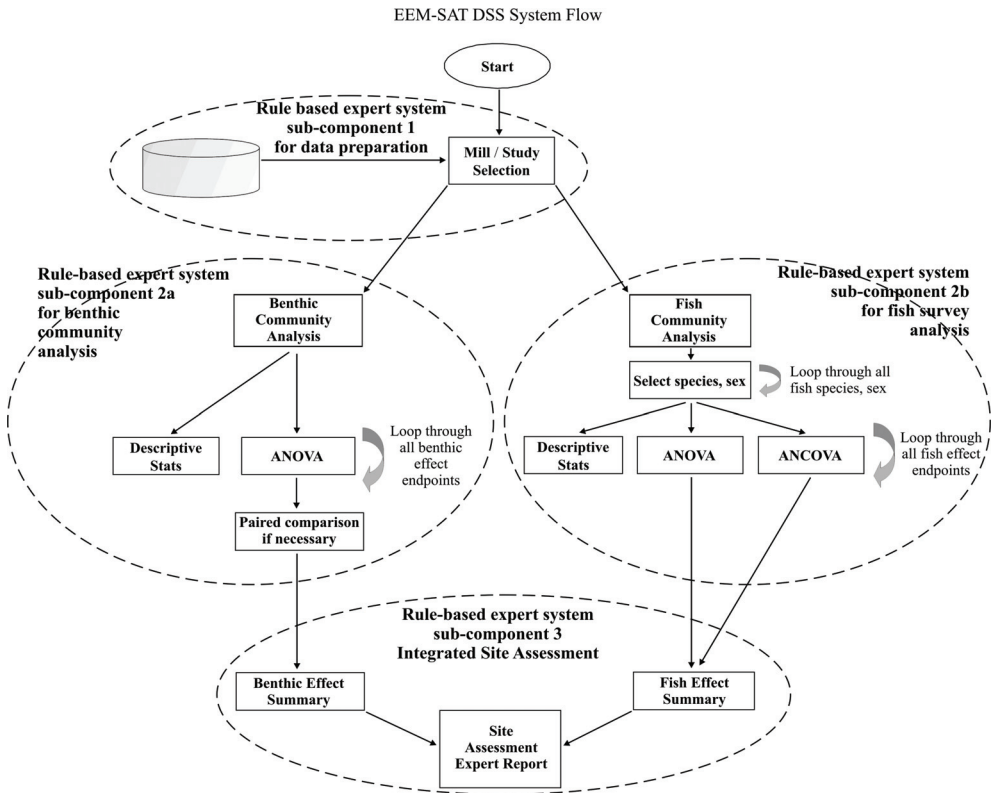 EEM-SAT DSS System Flow
Start
Rule based expert system
sub-component 1
for data preparation
Mill / Study
Selection
Rule-based expert system
sub-component 2a
for benthic
community
analysis
Benthic
Community
Analysis
Descriptive
Stats
ANOVA
Loop through
all benthic
effect
endpoints
Paired comparison
if necessary
Rule-based expert system
sub-component 2b
for fish survey
analysis
Fish
Community
Analysis
Select species, sex
Loop through all
fish species, sex
Descriptive
Stats
ANOVA
ANCOVA
Loop through
all fish effect
endpoints
Rule-based expert system
sub-component 3
Integrated Site Assessment
Benthic Effect
Summary
Fish Effect
Summary
Site
Assessment
Expert Report